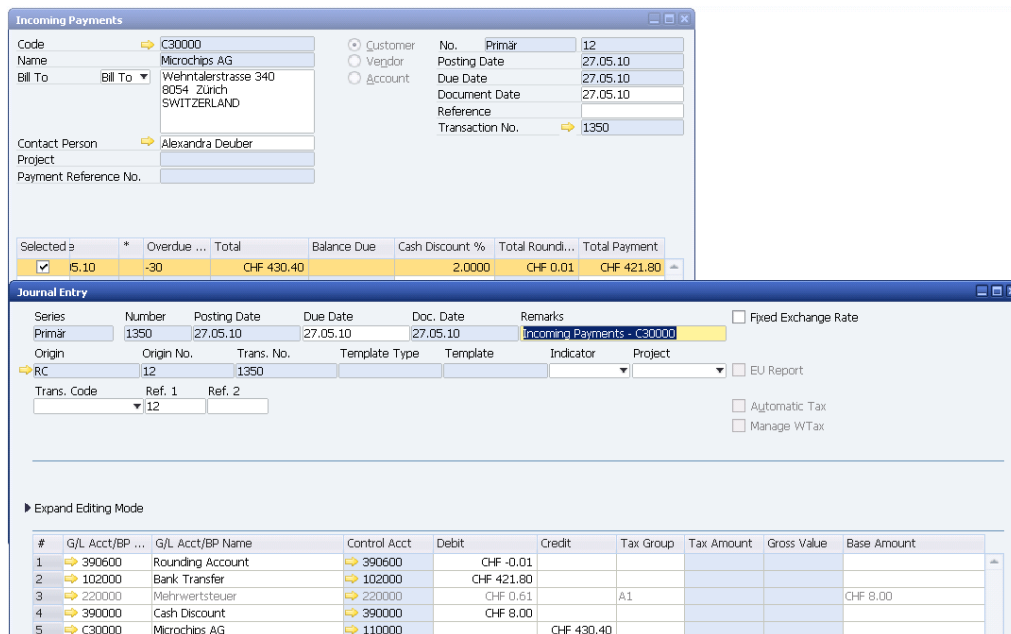 Incoming Payments
Code C30000 Customer No. Primär 12
Name Microchips AG Vendor Posting Date 27.05.10
Bill To Bill To Wehntalerstrasse 340 Account Due Date 27.05.10
8054 Zürich Document Date 27.05.10
SWITZERLAND Reference
Transaction No. 1350
Contact Person Alexandra Deuber
Project
Payment Reference No.
Selected * Overdue ... Total Balance Due Cash Discount % Total Roundi... Total Payment
5.10 -30 CHF 430.40 2.0000 CHF 0.01 CHF 421.80
Journal Entry
Series Number Posting Date Due Date Doc. Date Remarks Fixed Exchange Rate
Primär 1350 27.05.10 27.05.10 27.05.10 Incoming Payments - C30000
Origin Origin No. Trans. No. Template Type Template Indicator Project
RC 12 1350 EU Report
Trans. Code Ref. 1 Ref. 2
12 Automatic Tax
Manage WTax
Expand Editing Mode
# G/L Acct/BP ... G/L Acct/BP Name Control Acct Debit Credit Tax Group Tax Amount Gross Value Base Amount
1 390600 Rounding Account 390600 CHF -0.01
2 102000 Bank Transfer 102000 CHF 421.80
3 220000 Mehrwertsteuer 220000 CHF 0.61 A1 CHF 8.00
4 390000 Cash Discount 390000 CHF 8.00
5 C30000 Microchips AG 110000 CHF 430.40